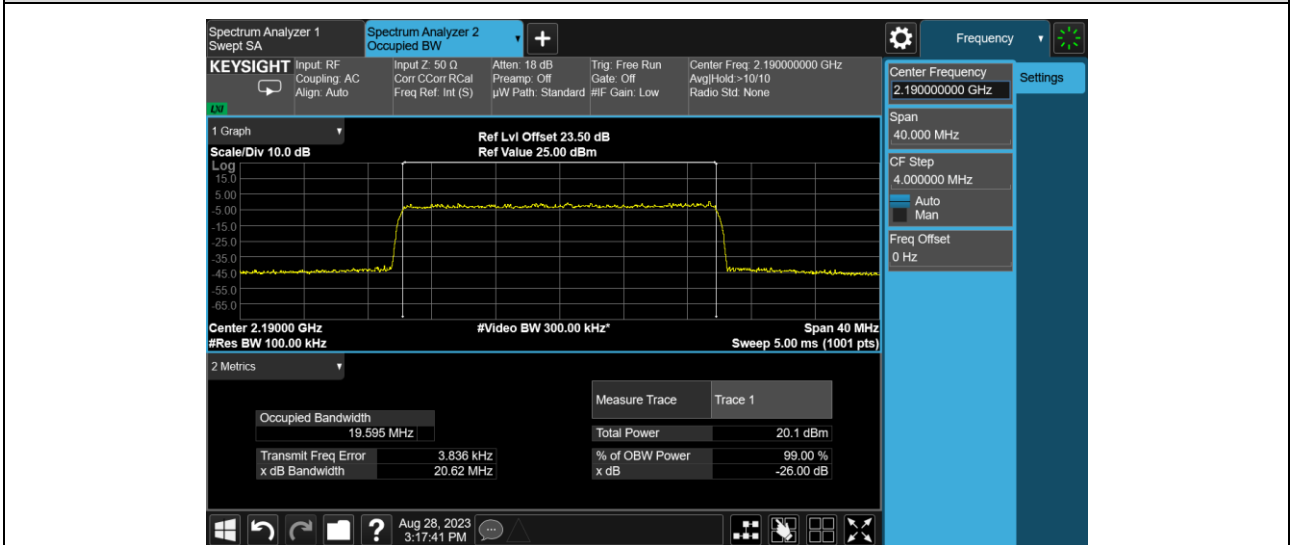 Spectrum Analyzer 1
Swept SA
Spectrum Analyzer 2
Occupied BW
Frequency
KEYSIGHT
Input: RF
Coupling: AC
Align: Auto
Input Z: 50 Ω
Corr CCorr RCal
Freq Ref: Int (S)
Atten: 18 dB
Preamp: Off
µW Path: Standard
Trig: Free Run
Gate: Off
#IF Gain: Low
Center Freq: 2.190000000 GHz
Avg|Hold:>10/10
Radio Std: None
LXI
Center Frequency
2.190000000 GHz
Settings
Span
40.000 MHz
CF Step
4.000000 MHz
Auto
Man
Freq Offset
0 Hz
1 Graph
Scale/Div 10.0 dB
Ref Lvl Offset 23.50 dB
Ref Value 25.00 dBm
Log
15.0
5.00
-5.00
-15.0
-25.0
-35.0
-45.0
-55.0
-65.0
Center 2.19000 GHz
#Res BW 100.00 kHz
#Video BW 300.00 kHz*
Span 40 MHz
Sweep 5.00 ms (1001 pts)
2 Metrics
Measure Trace Trace 1
Occupied Bandwidth
19.595 MHz
Total Power 20.1 dBm
Transmit Freq Error 3.836 kHz
% of OBW Power 99.00 %
x dB Bandwidth 20.62 MHz
x dB -26.00 dB
Aug 28, 2023
3:17:41 PM